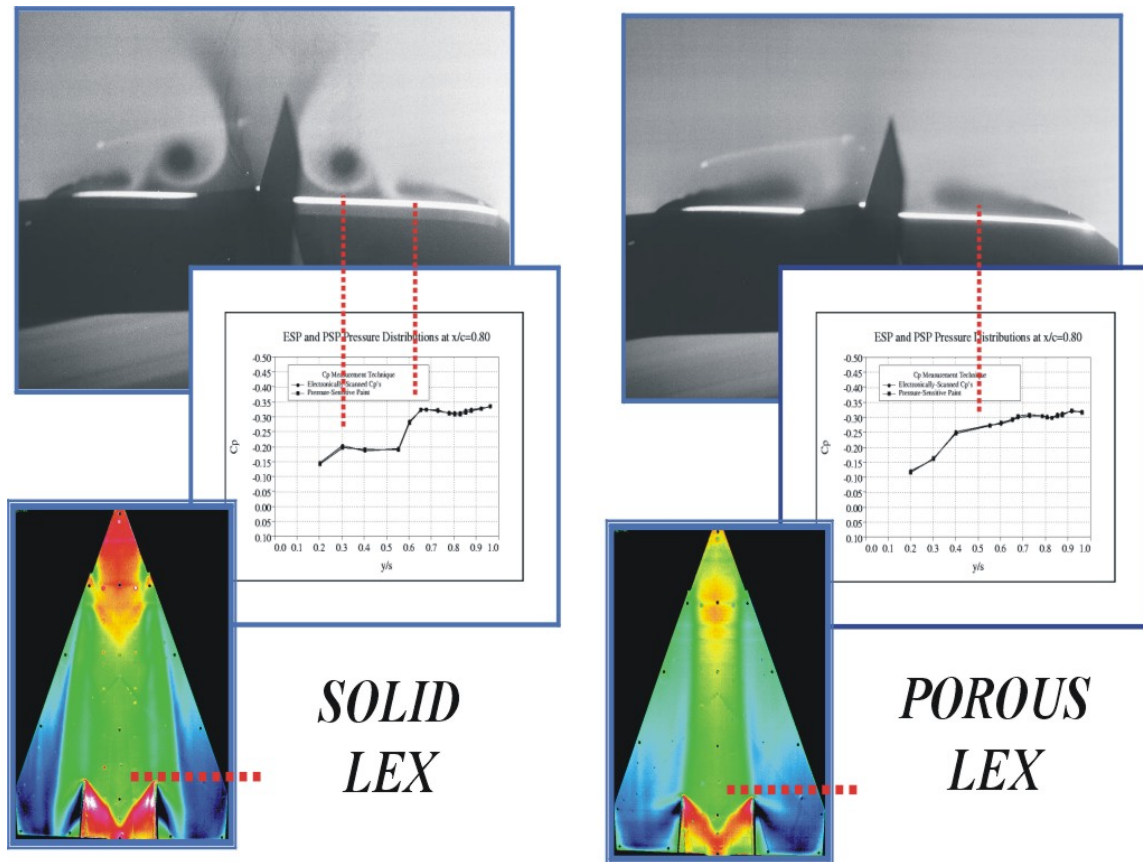 ESP and PSP Pressure Distributions at x/c=0.80
Cp Measurement Technique
Electronically-Scanned Cp's
Pressure-Sensitive Paint
-0.50
-0.45
-0.40
-0.35
-0.30
-0.25
-0.20
-0.15
-0.10
-0.05
0.00
0.05
0.10
Cp
0.0 0.1 0.2 0.3 0.4 0.5 0.6 0.7 0.8 0.9 1.0
y/s
SOLID
LEX
ESP and PSP Pressure Distributions at x/c=0.80
Cp Measurement Technique
Electronically-Scanned Cp's
Pressure-Sensitive Paint
-0.50
-0.45
-0.40
-0.35
-0.30
-0.25
-0.20
-0.15
-0.10
-0.05
0.00
0.05
0.10
Cp
0.0 0.1 0.2 0.3 0.4 0.5 0.6 0.7 0.8 0.9 1.0
y/s
POROUS
LEX